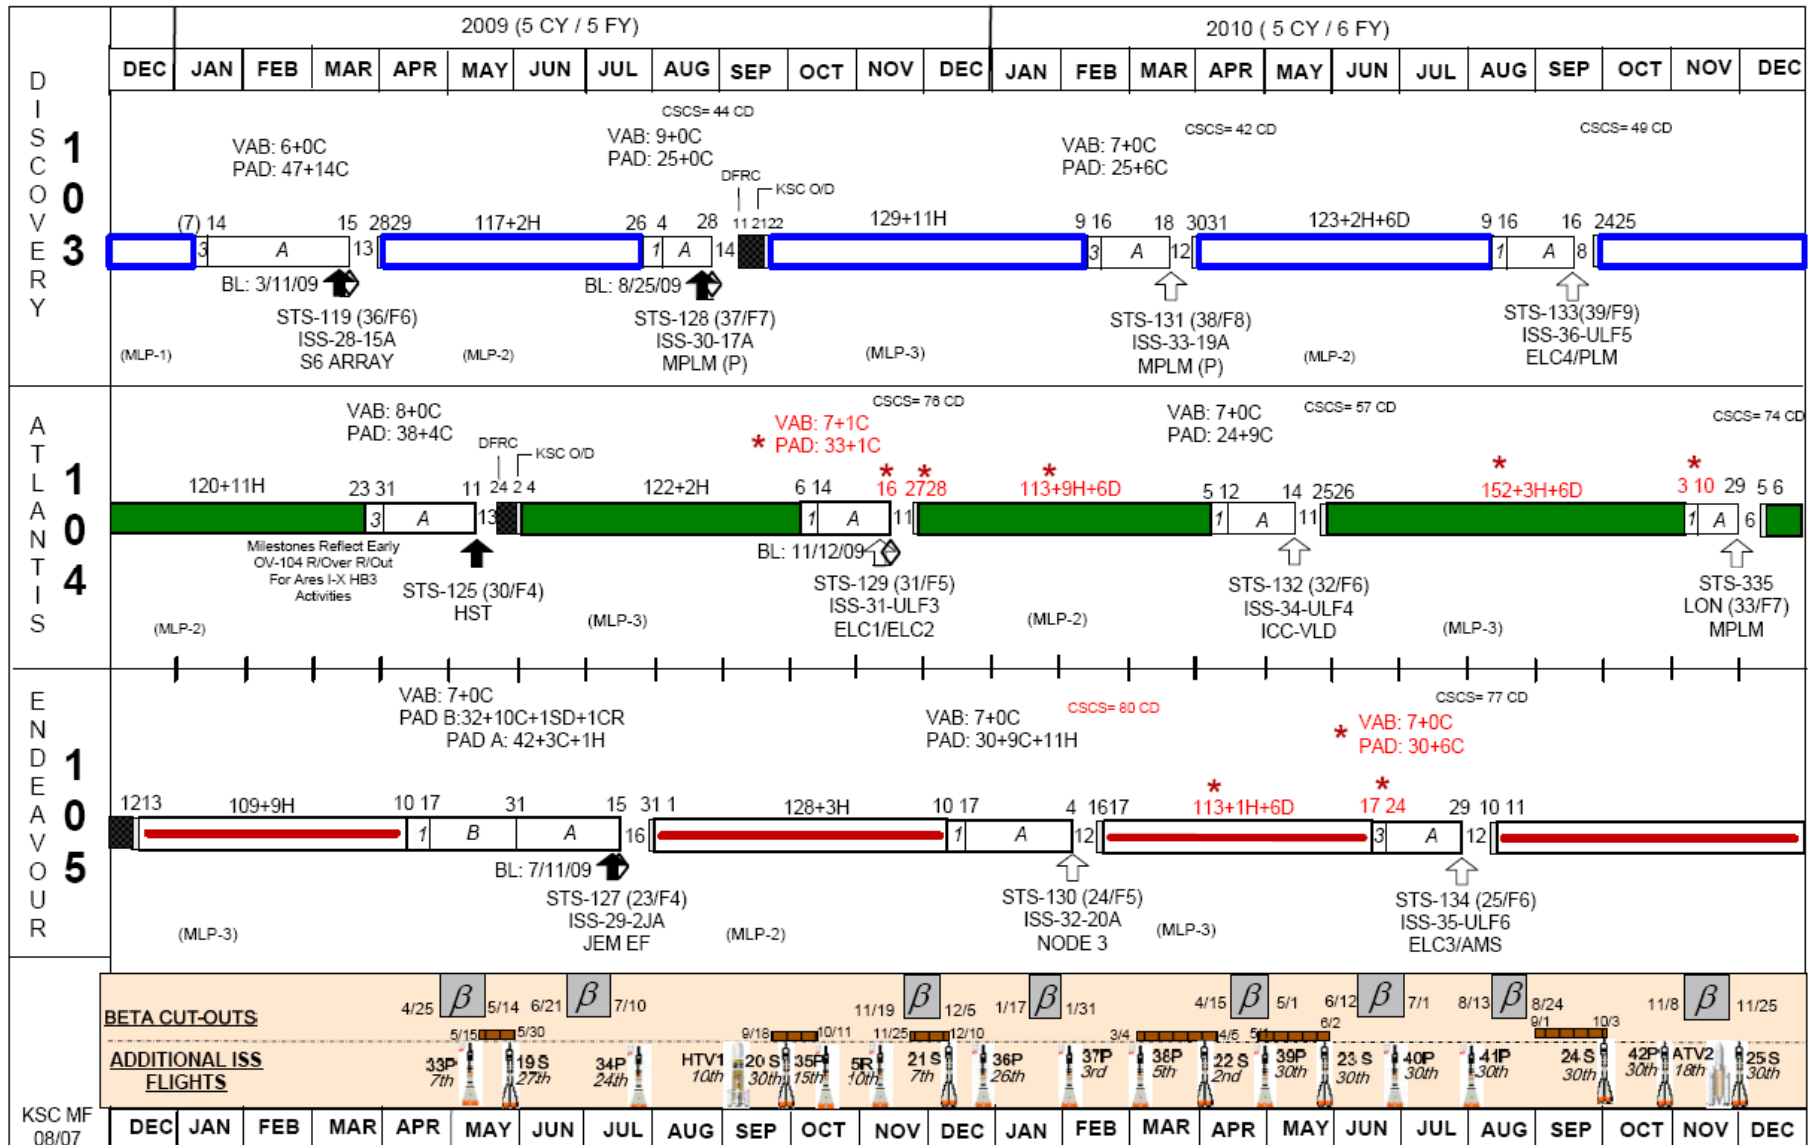 2009 (5 CY / 5 FY)
2010 ( 5 CY / 6 FY)
DEC JAN FEB MAR APR MAY JUN JUL AUG SEP OCT NOV DEC JAN FEB MAR APR MAY JUN JUL AUG SEP OCT NOV DEC
DISCOVERY
103
CSCS= 44 CD
CSCS= 42 CD
CSCS= 49 CD
VAB: 6+0C
PAD: 47+14C
VAB: 9+0C
PAD: 25+0C
VAB: 7+0C
PAD: 25+6C
DFRC
KSC O/D
(7) 14 15 2829 117+2H 26 4 28 11 2122 129+11H 9 16 18 3031 123+2H+6D 9 16 16 2425
3 A 13 1 A 14 3 A 12 1 A 8
BL: 3/11/09
BL: 8/25/09
STS-119 (36/F6)
ISS-28-15A
S6 ARRAY
STS-128 (37/F7)
ISS-30-17A
MPLM (P)
STS-131 (38/F8)
ISS-33-19A
MPLM (P)
STS-133(39/F9)
ISS-36-ULF5
ELC4/PLM
(MLP-1) (MLP-2) (MLP-3) (MLP-2)
ATLANTIS
104
CSCS= 76 CD
CSCS= 57 CD
CSCS= 74 CD
VAB: 8+0C
PAD: 38+4C
* VAB: 7+1C
PAD: 33+1C
VAB: 7+0C
PAD: 24+9C
DFRC
KSC O/D
* * * * *
120+11H 23 31 11 24 2 4 122+2H 6 14 16 2728 113+9H+6D 5 12 14 2526 152+3H+6D 3 10 29 5 6
3 A 13 1 A 11 1 A 11 1 A 6
Milestones Reflect Early
OV-104 R/Over R/Out
For Ares I-X HB3
Activities
BL: 11/12/09
STS-125 (30/F4)
HST
STS-129 (31/F5)
ISS-31-ULF3
ELC1/ELC2
STS-132 (32/F6)
ISS-34-ULF4
ICC-VLD
STS-335
LON (33/F7)
MPLM
(MLP-2) (MLP-3) (MLP-2) (MLP-3)
ENDEAVOUR
105
VAB: 7+0C
PAD B:32+10C+1SD+1CR
PAD A: 42+3C+1H
VAB: 7+0C
PAD: 30+9C+11H
CSCS= 80 CD
CSCS= 77 CD
* VAB: 7+0C
PAD: 30+6C
* *
1213 109+9H 10 17 31 15 31 1 128+3H 10 17 4 1617 113+1H+6D 17 24 29 10 11
1 B A 16 1 A 12 3 A 12
BL: 7/11/09
STS-127 (23/F4)
ISS-29-2JA
JEM EF
STS-130 (24/F5)
ISS-32-20A
NODE 3
STS-134 (25/F6)
ISS-35-ULF6
ELC3/AMS
(MLP-3) (MLP-2) (MLP-3)
BETA CUT-OUTS
4/25 β 5/14 6/21 β 7/10 11/19 β 12/5 1/17 β 1/31 4/15 β 5/1 6/12 β 7/1 8/13 β 8/24 11/8 β 11/25
5/15 5/30 9/18 10/11 11/25 12/10 3/4 4/5 5/1 6/2 9/1 10/3
ADDITIONAL ISS
FLIGHTS
33P 19 S 34P HTV1 20 S 35P 5R 21 S 36P 37P 38P 22 S 39P 23 S 40P 41P 24 S 42P ATV2 25 S
7th 27th 24th 10th 30th 15th 10th 7th 26th 3rd 5th 2nd 30th 30th 30th 30th 30th 30th 18th 30th
KSC MF
08/07
DEC JAN FEB MAR APR MAY JUN JUL AUG SEP OCT NOV DEC JAN FEB MAR APR MAY JUN JUL AUG SEP OCT NOV DEC